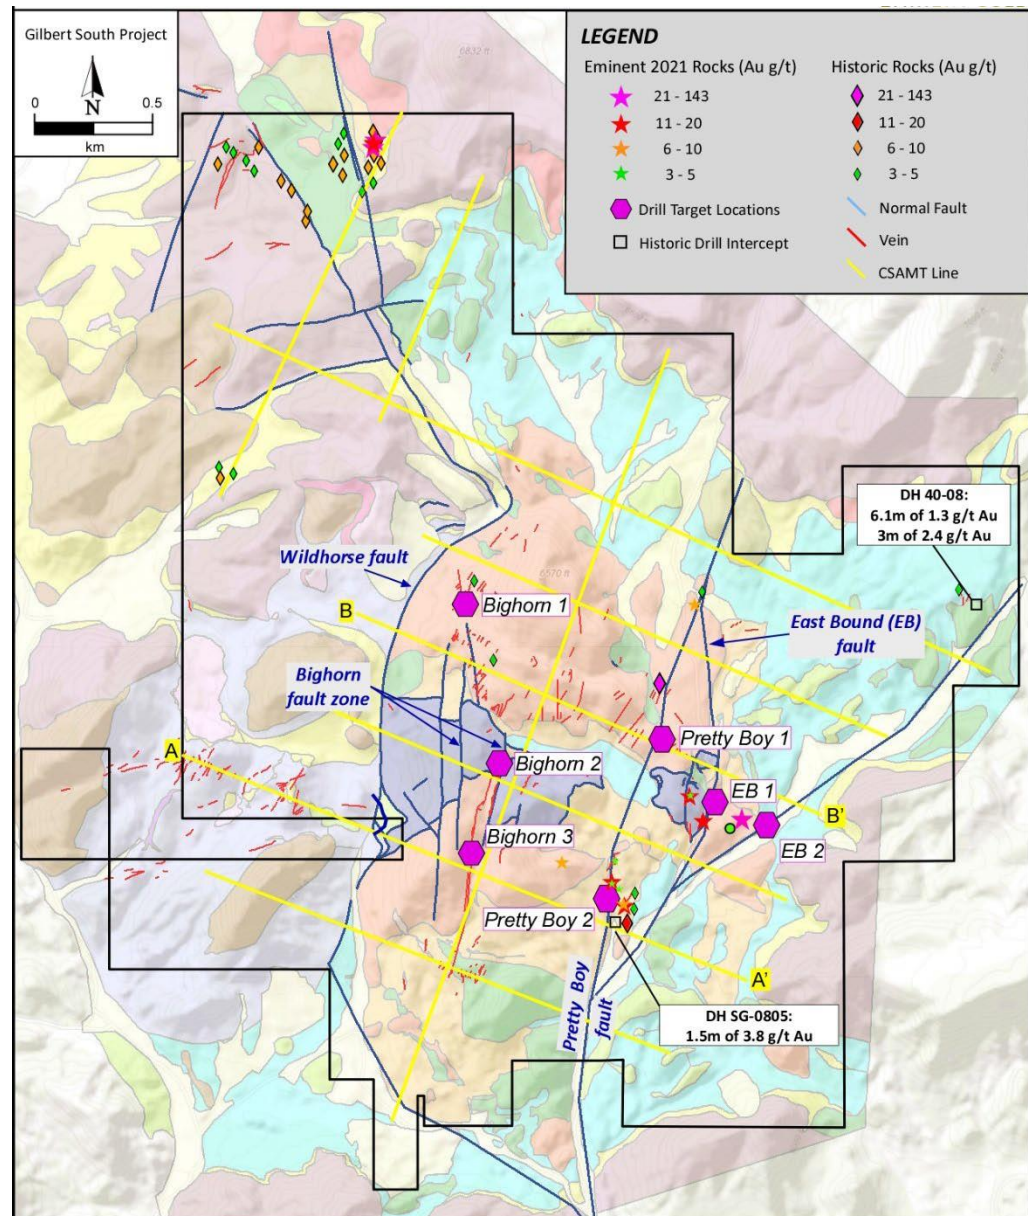 Gilbert South Project
N
0 0.5
km
LEGEND
Eminent 2021 Rocks (Au g/t)
21 - 143
11 - 20
6 - 10
3 - 5
Drill Target Locations
Historic Drill Intercept
Historic Rocks (Au g/t)
21 - 143
11 - 20
6 - 10
3 - 5
Normal Fault
Vein
CSAMT Line
6832 ft
DH 40-08:
6.1m of 1.3 g/t Au
3m of 2.4 g/t Au
Wildhorse fault
6570 ft
B
Bighorn 1
East Bound (EB)
fault
Bighorn
fault zone
A
Pretty Boy 1
Bighorn 2
EB 1
B'
Bighorn 3
EB 2
Pretty Boy 2
A'
Pretty Boy
fault
DH SG-0805:
1.5m of 3.8 g/t Au